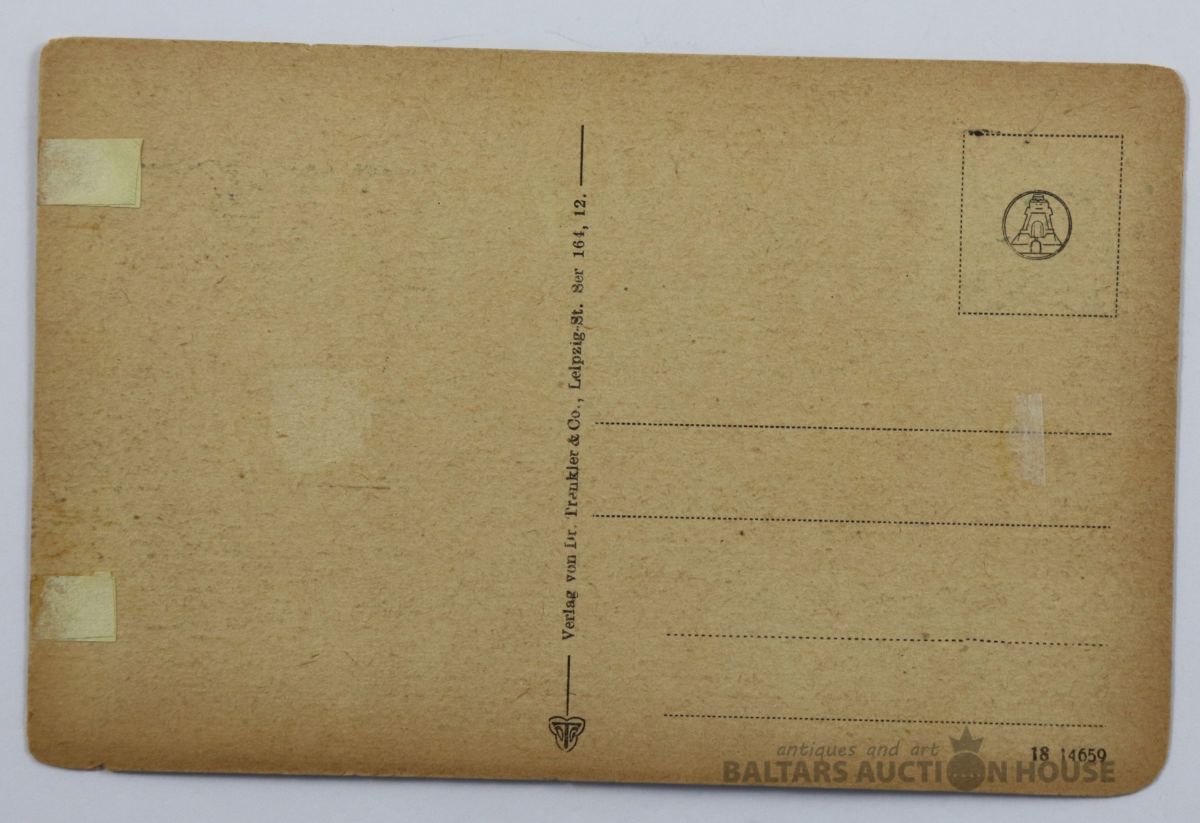 Verlag von Dr. Trenkler & Co., Leipzig-St. Ser 164, 12.
18 14659
antiques and art
BALTARS AUCTION HOUSE